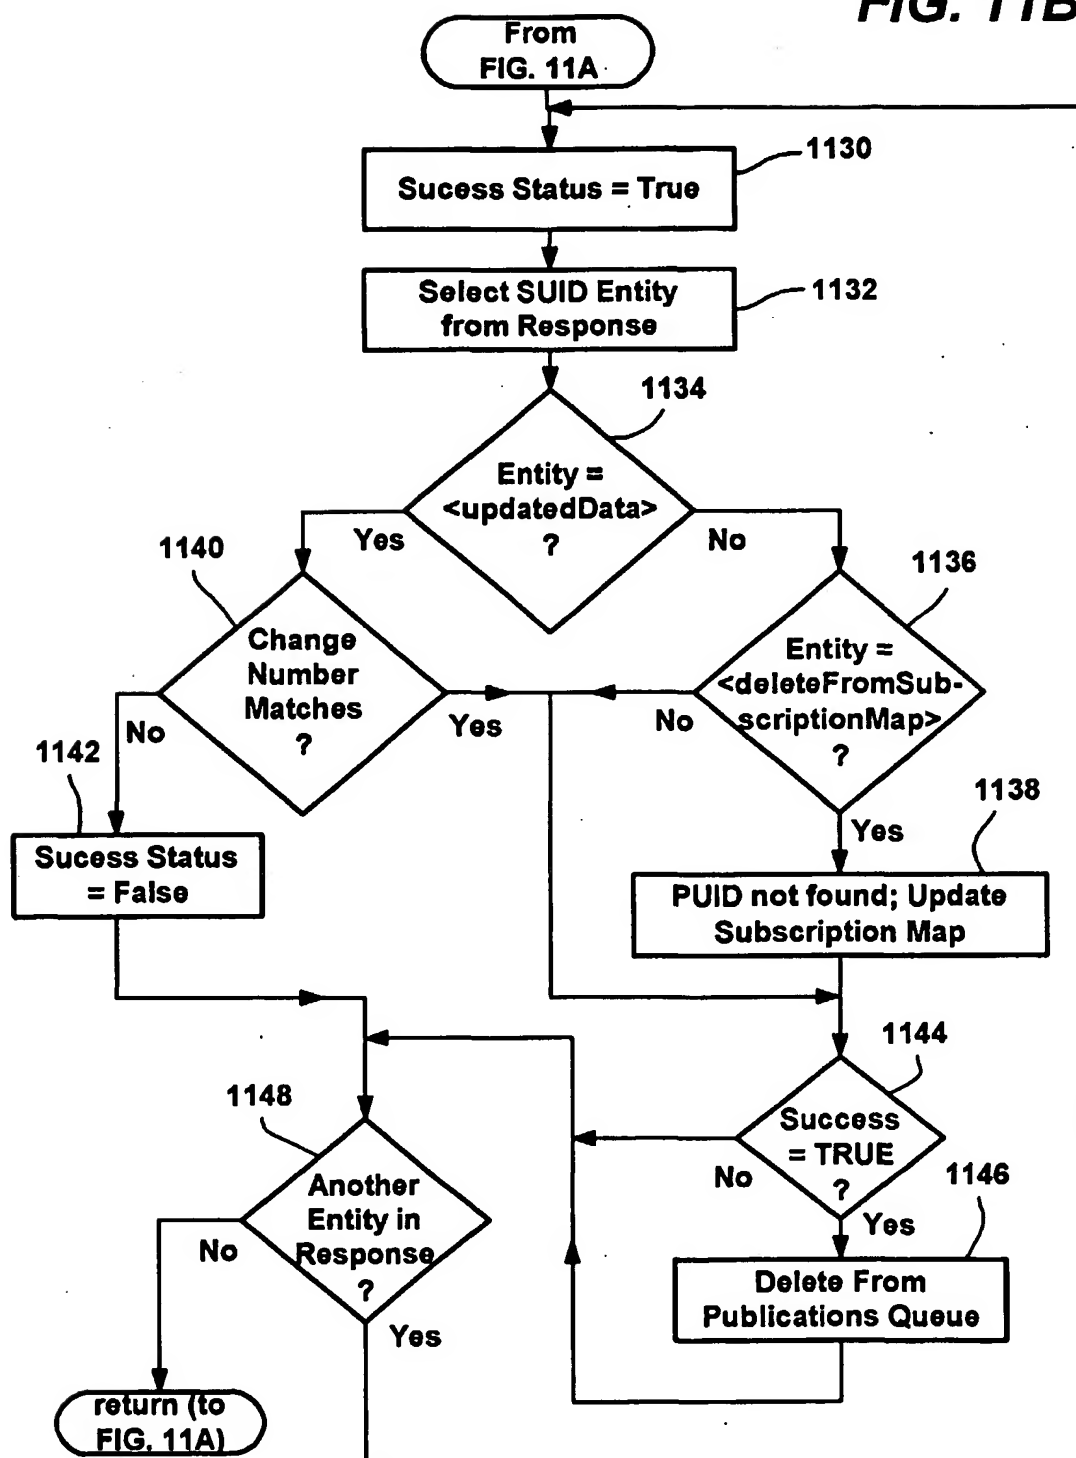 FIG. 11B
From
FIG. 11A
1130
Sucess Status = True
Select SUID Entity
from Response
1132
1134
Entity =
<updatedData>
?
Yes
No
1140
1136
Change
Number
Matches
?
Entity =
<deleteFromSub-
scriptionMap>
?
No
Yes
No
1142
1138
Yes
Sucess Status
= False
PUID not found; Update
Subscription Map
1144
1148
Success
= TRUE
?
No
1146
Yes
Another
Entity in
Response
?
No
Delete From
Publications Queue
Yes
return (to
FIG. 11A)